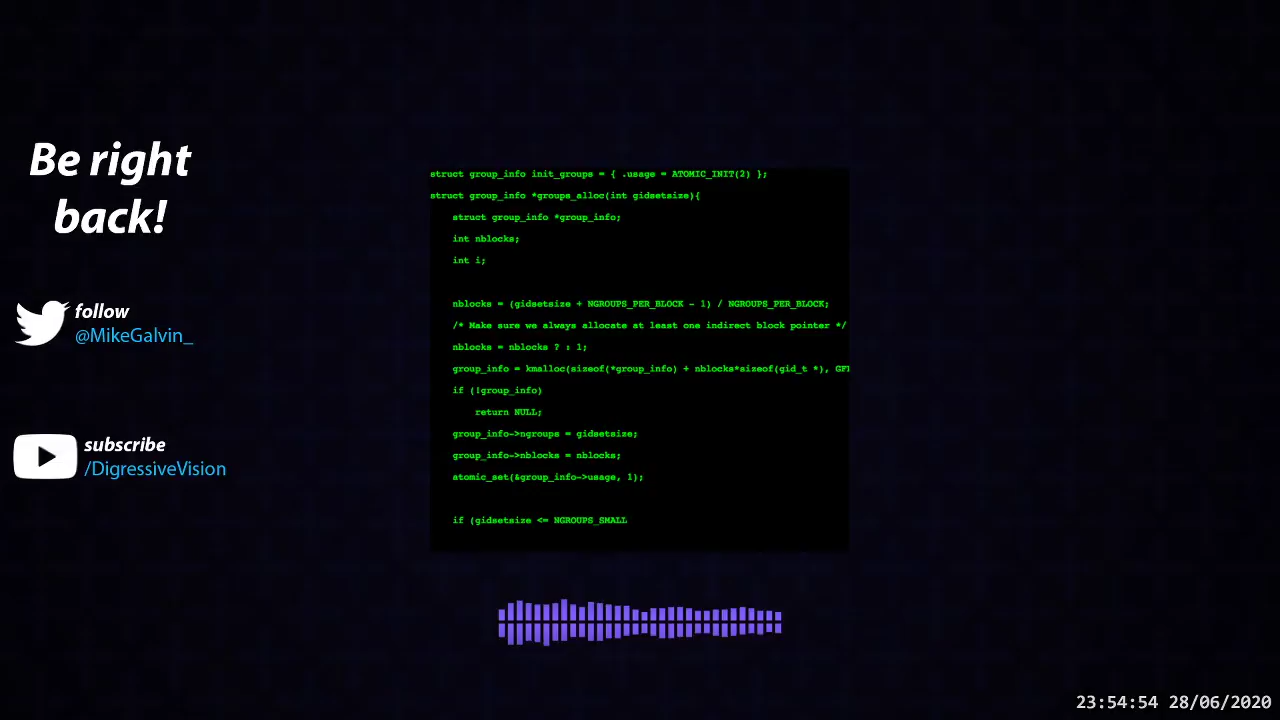 Be right
back!
follow
@MikeGalvin_
subscribe
/DigressiveVision
struct group_info init_groups = { .usage = ATOMIC_INIT(2) };
struct group_info *groups_alloc(int gidsetsize){
struct group_info *group_info;
int nblocks;
int i;
nblocks = (gidsetsize + NGROUPS_PER_BLOCK - 1) / NGROUPS_PER_BLOCK;
/* Make sure we always allocate at least one indirect block pointer */
nblocks = nblocks ? : 1;
group_info = kmalloc(sizeof(*group_info) + nblocks*sizeof(gid_t *), GF
if (!group_info)
return NULL;
group_info->ngroups = gidsetsize;
group_info->nblocks = nblocks;
atomic_set(&group_info->usage, 1);
if (gidsetsize <= NGROUPS_SMALL
23:54:54 28/06/2020